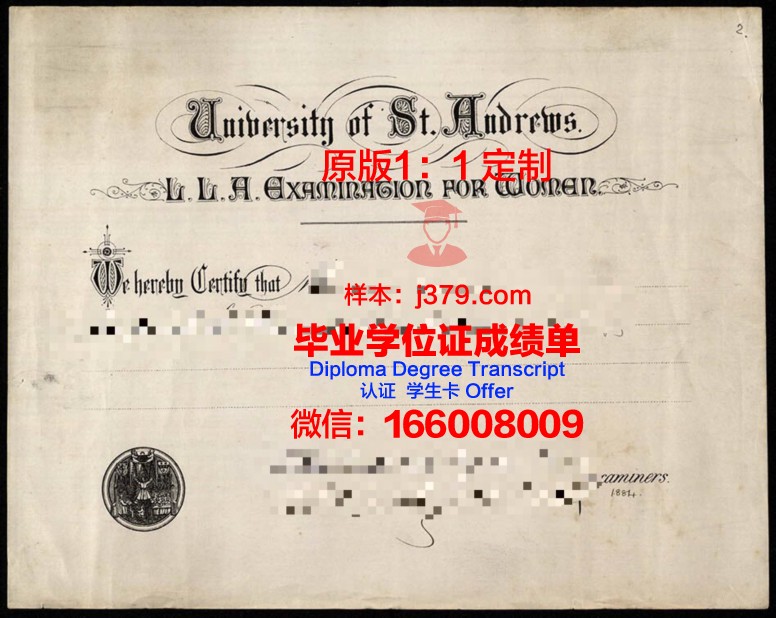 2.
University of St. Andrews.
原版1：1 定制
L. L. A. Examination for Women.
We hereby Certify that
样本：j379.com
毕业学位证成绩单
Diploma Degree Transcript
认证 学生卡 Offer
微信：166008009
1884.